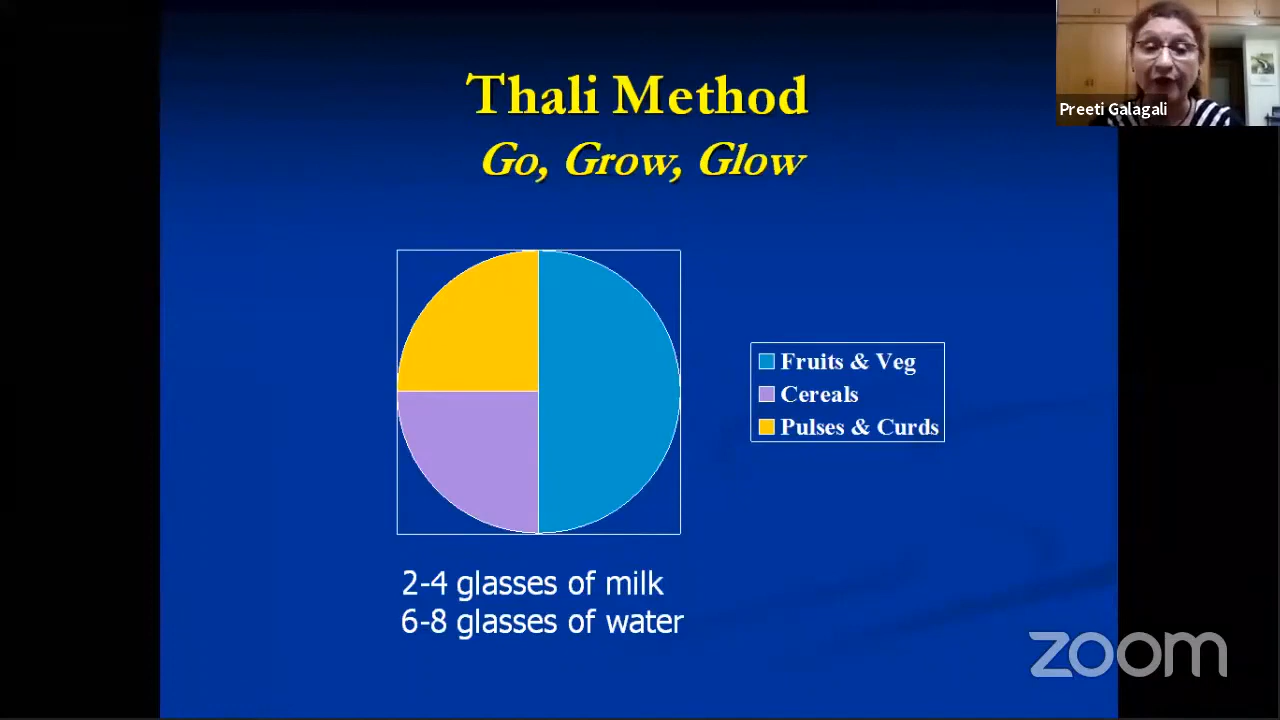 Thali Method
Go, Grow, Glow
Preeti Galagali
Fruits & Veg
Cereals
Pulses & Curds
2-4 glasses of milk
6-8 glasses of water
zoom